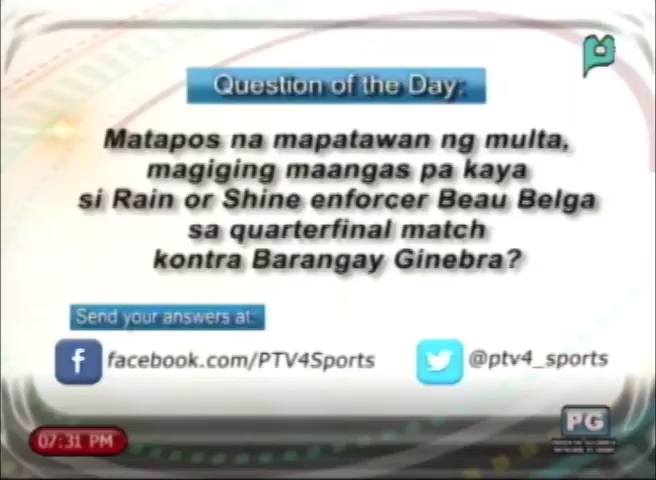 Question of the Day:
Matapos na mapatawan ng multa,
magiging maangas pa kaya
si Rain or Shine enforcer Beau Belga
sa quarterfinal match
kontra Barangay Ginebra?
Send your answers at:
facebook.com/PTV4Sports
@ptv4_sports
PG
07:31 PM